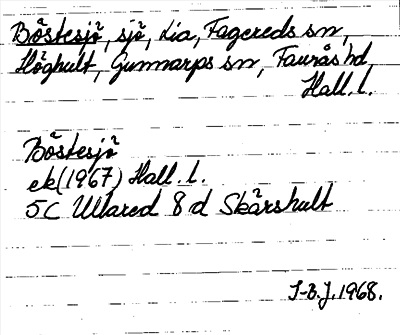 Böstesjö, sjö, Lia, Fagereds sn,
Höghult, Gunnarps sn, Faurås hd,
Hall. l.
Böstesjö
ek (1967) Hall. l.
5C Ullared 8 d Skärshult
I-B.J. 1968.